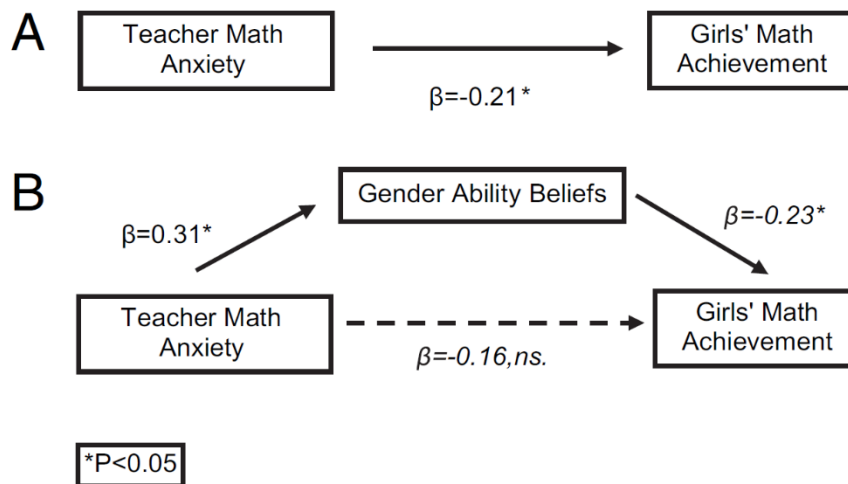 A
Teacher Math
Anxiety
Girls' Math
Achievement
β=-0.21*
B
Gender Ability Beliefs
β=0.31*
β=-0.23*
Teacher Math
Anxiety
Girls' Math
Achievement
β=-0.16,ns.
*P<0.05